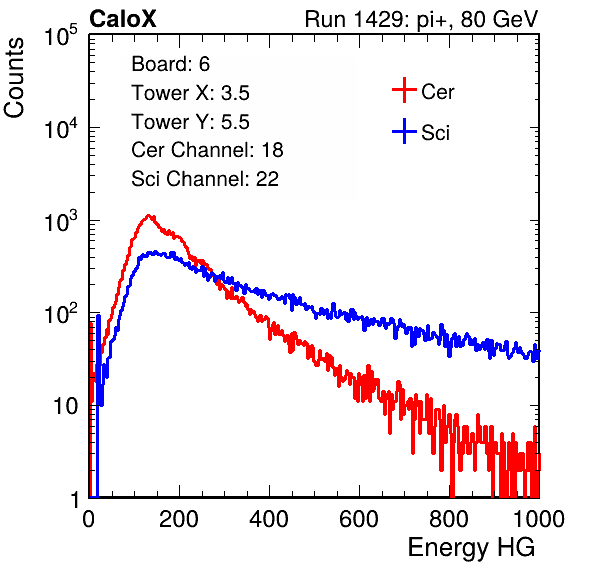 CaloX Run 1429: pi+, 80 GeV
Board: 6
Tower X: 3.5
Tower Y: 5.5
Cer Channel: 18
Sci Channel: 22
Cer
Sci
Counts
10^5
10^4
10^3
10^2
10
1
0 200 400 600 800 1000
Energy HG